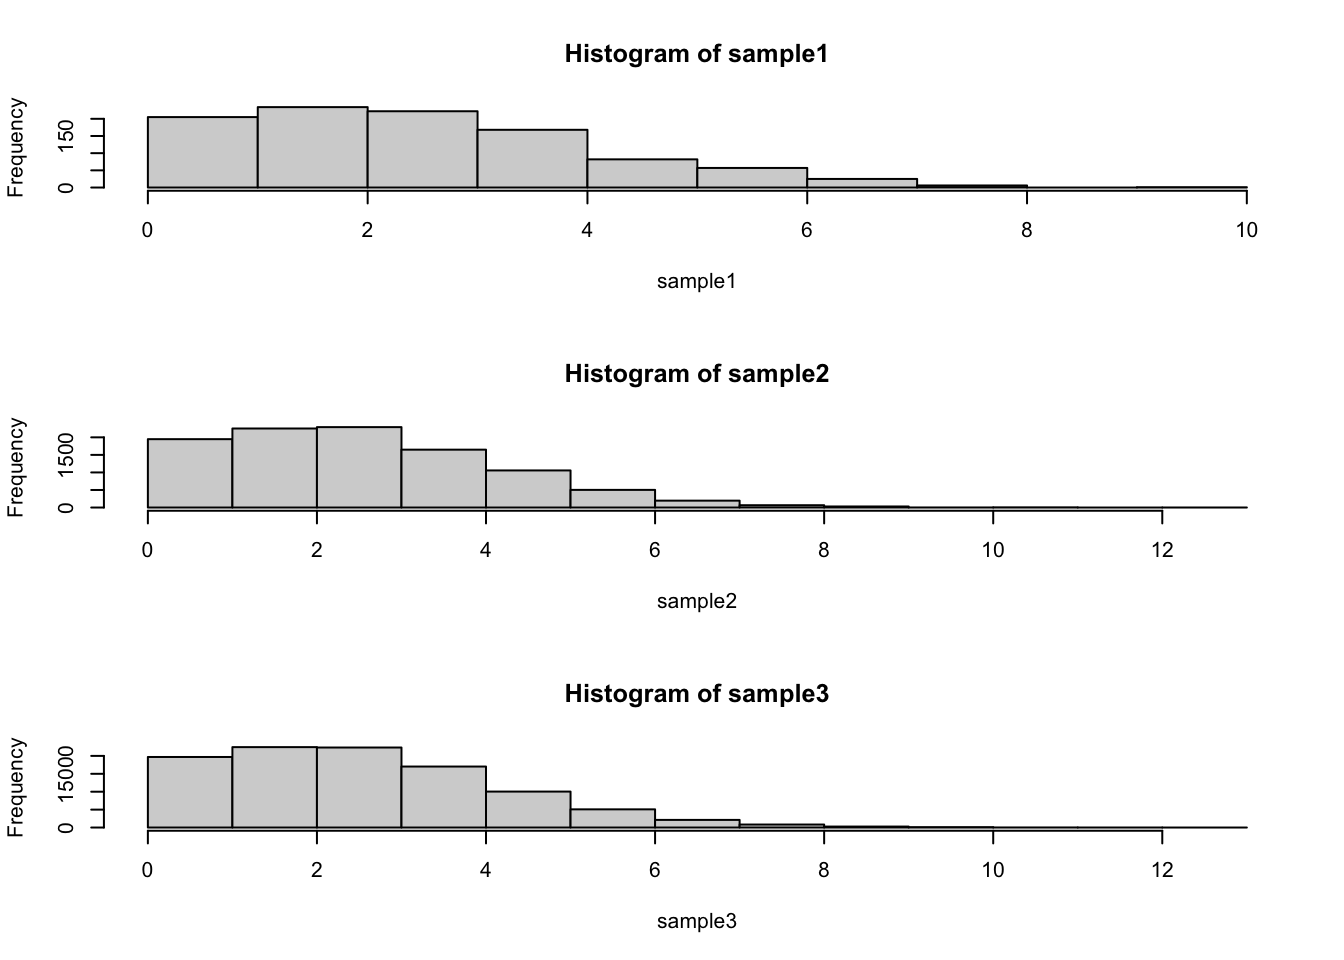 Histogram of sample1
Frequency
0 150
0 2 4 6 8 10
sample1
Histogram of sample2
Frequency
0 1500
0 2 4 6 8 10 12
sample2
Histogram of sample3
Frequency
0 15000
0 2 4 6 8 10 12
sample3